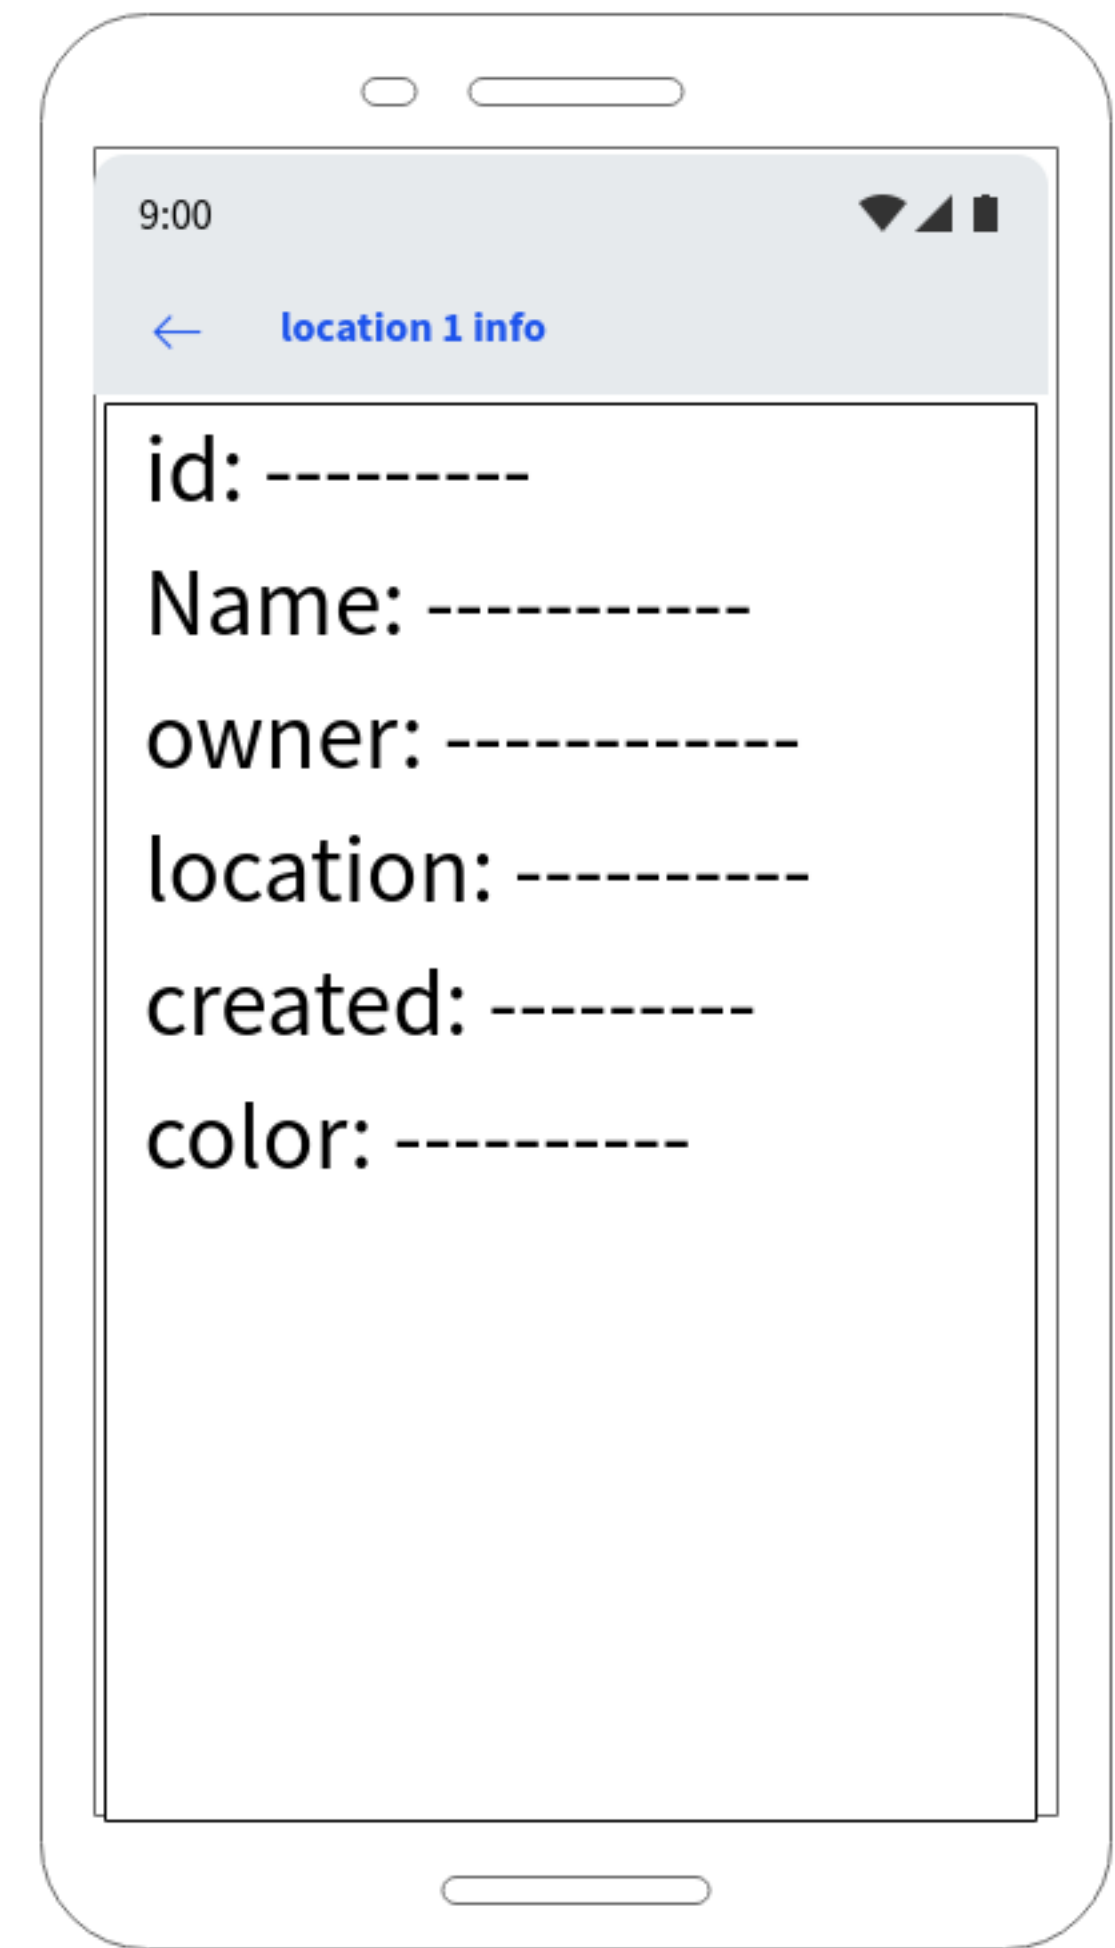 9:00
location 1 info
id: ---------
Name: -----------
owner: ------------
location: ----------
created: ---------
color: ----------